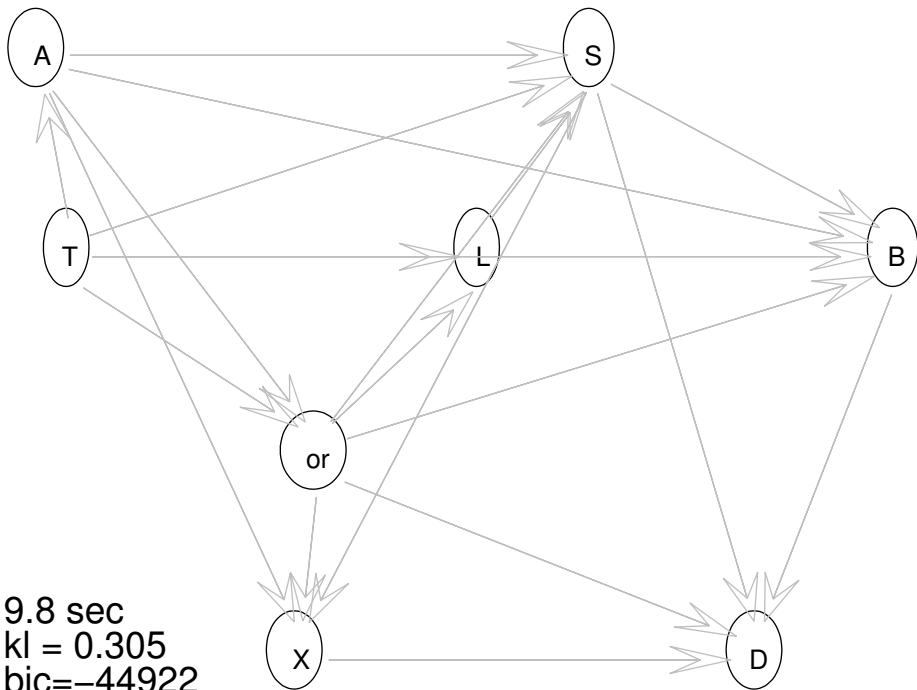 A
S
T
L
B
or
X
D
9.8 sec
kl = 0.305
bic=−44922